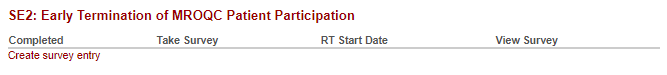 SE2: Early Termination of MROQC Patient Participation
Completed Take Survey RT Start Date View Survey
Create survey entry